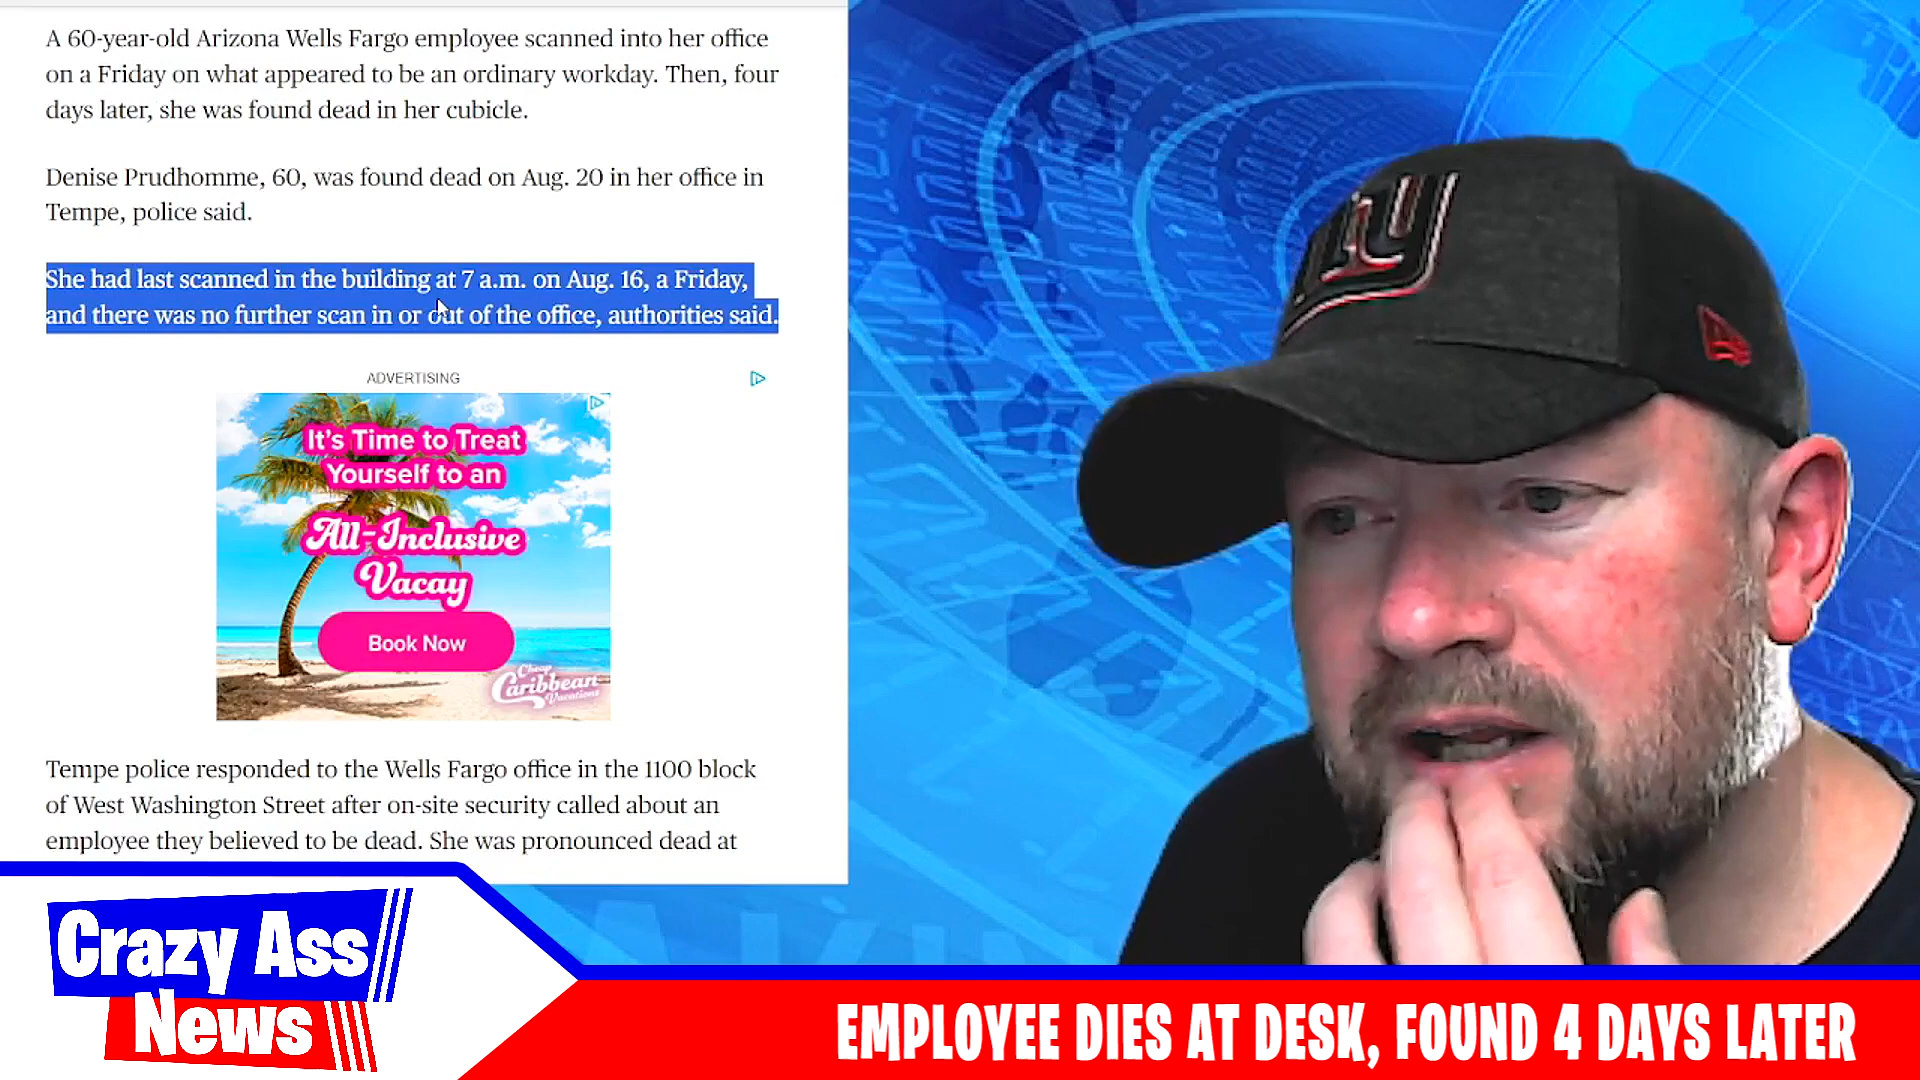 A 60-year-old Arizona Wells Fargo employee scanned into her office
on a Friday on what appeared to be an ordinary workday. Then, four
days later, she was found dead in her cubicle.
Denise Prudhomme, 60, was found dead on Aug. 20 in her office in
Tempe, police said.
She had last scanned in the building at 7 a.m. on Aug. 16, a Friday,
and there was no further scan in or out of the office, authorities said.
ADVERTISING
It's Time to Treat
Yourself to an
All-Inclusive
Vacay
Book Now
Cheap
Caribbean
Vacations
Tempe police responded to the Wells Fargo office in the 1100 block
of West Washington Street after on-site security called about an
employee they believed to be dead. She was pronounced dead at
NY
Crazy Ass
News
EMPLOYEE DIES AT DESK, FOUND 4 DAYS LATER